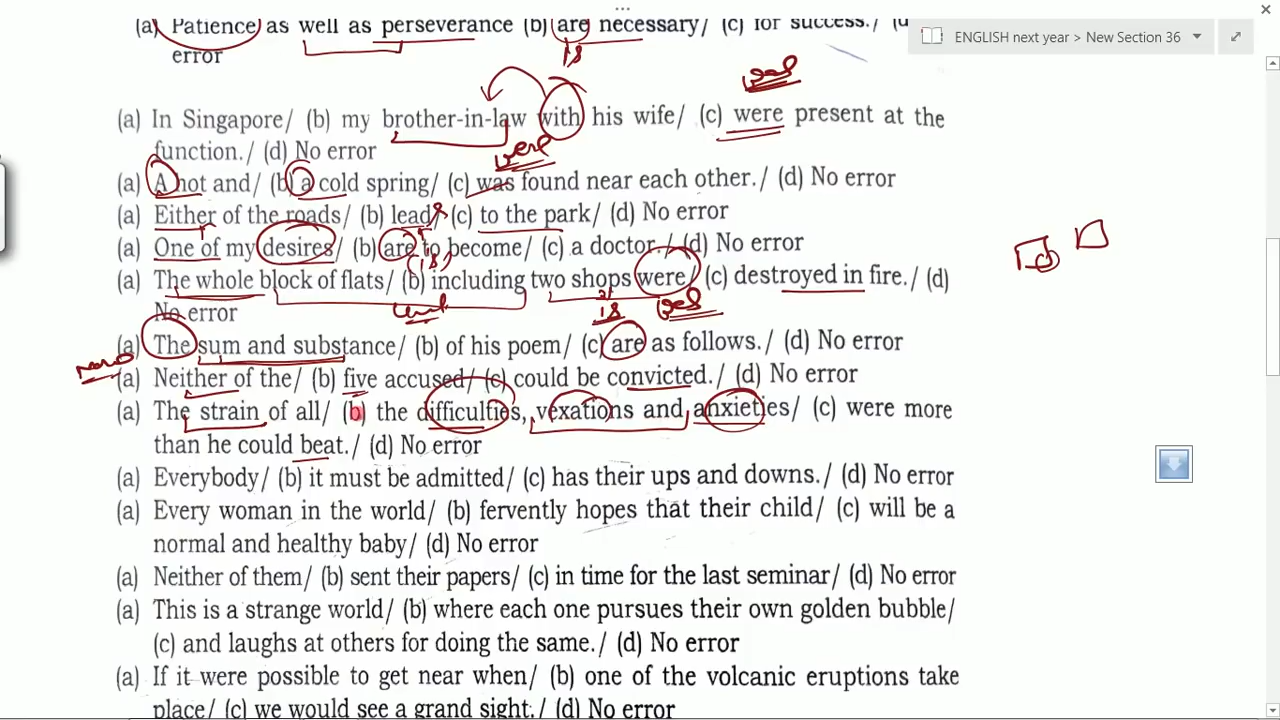 (a) Patience as well as perseverance (b) are necessary/ (c) for success./
ENGLISH next year > New Section 36
error
is
was
(a) In Singapore/ (b) my brother-in-law with his wife/ (c) were present at the
function./ (d) No error
were
(a) A hot and/ (b) a cold spring/ (c) was found near each other./ (d) No error
(a) Either of the roads/ (b) lead/ (c) to the park/ (d) No error
(a) One of my desires/ (b) are to become/ (c) a doctor./ (d) No error
(is)
(a) The whole block of flats/ (b) including two shops were/ (c) destroyed in fire./ (d)
No error
is
was
(a) The sum and substance/ (b) of his poem/ (c) are as follows./ (d) No error
none
(a) Neither of the/ (b) five accused/ (c) could be convicted./ (d) No error
(a) The strain of all/ (b) the difficulties, vexations and anxieties/ (c) were more
than he could beat./ (d) No error
(a) Everybody/ (b) it must be admitted/ (c) has their ups and downs./ (d) No error
(a) Every woman in the world/ (b) fervently hopes that their child/ (c) will be a
normal and healthy baby/ (d) No error
(a) Neither of them/ (b) sent their papers/ (c) in time for the last seminar/ (d) No error
(a) This is a strange world/ (b) where each one pursues their own golden bubble/
(c) and laughs at others for doing the same./ (d) No error
(a) If it were possible to get near when/ (b) one of the volcanic eruptions take
place/ (c) we would see a grand sight./ (d) No error